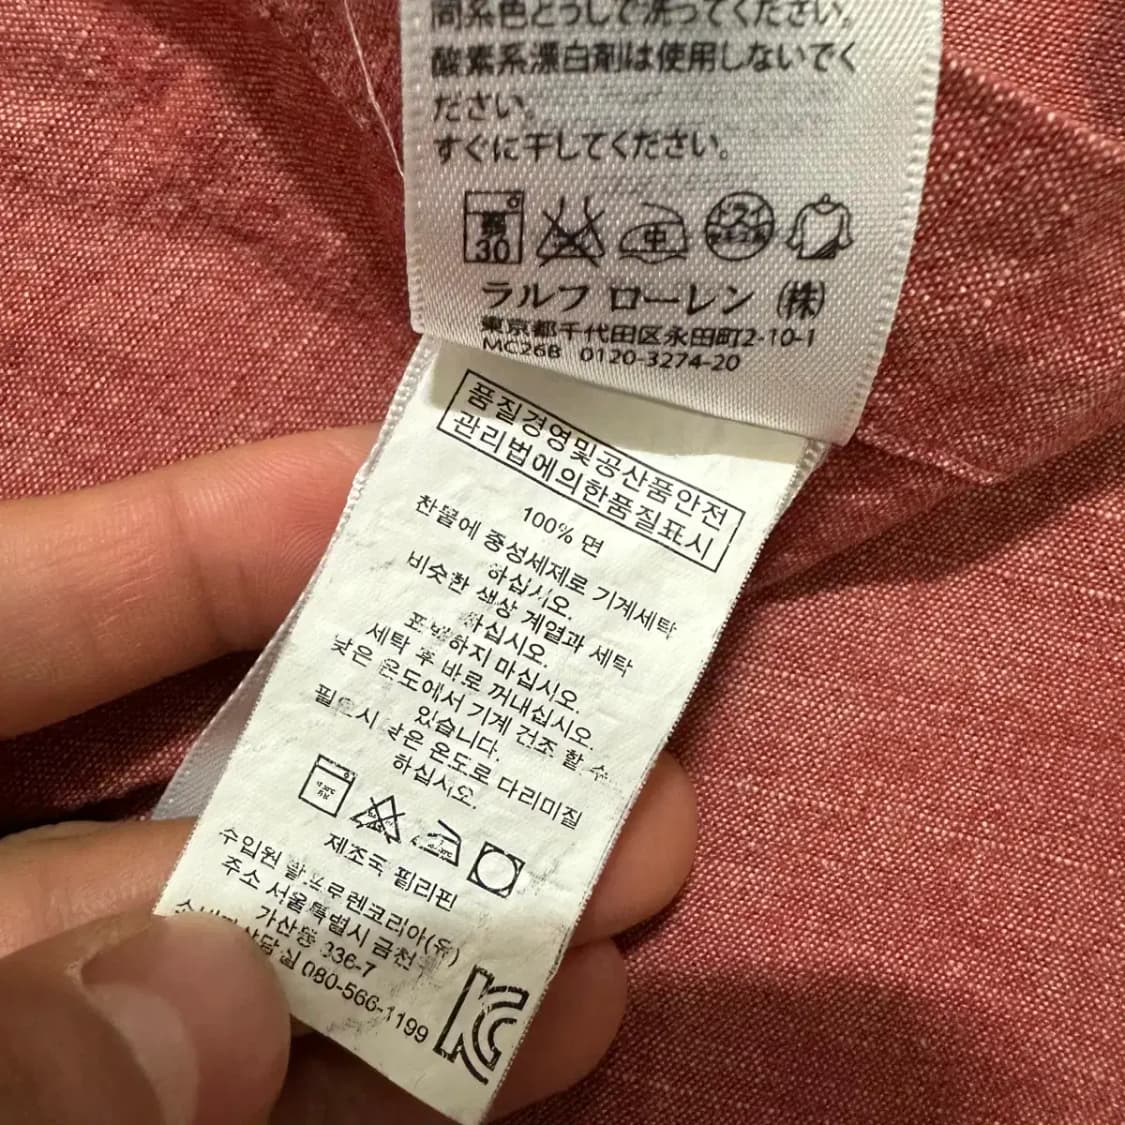 同系色どうしで洗ってください。
酸素系漂白剤は使用しないでく
ださい。
すぐに干してください。
弱
30
中
ドライ
ラルフ ローレン (株)
東京都千代田区永田町2-10-1
MC26B 0120-3274-20
품질경영및공산품안전
관리법에의한품질표시
100% 면
찬물에 중성세제로 기계세탁
하십시오.
비슷한 색상 계열과 세탁
하십시오.
표백하지 마십시오.
세탁 후 바로 꺼내십시오.
낮은 온도에서 기계 건조 할 수
있습니다.
필요시 낮은 온도로 다리미질
하십시오.
제조국 필리핀
수입원 랄프로렌코리아(유)
주소 서울특별시 금천구
가산동 336-7
상담실 080-566-1199
KC